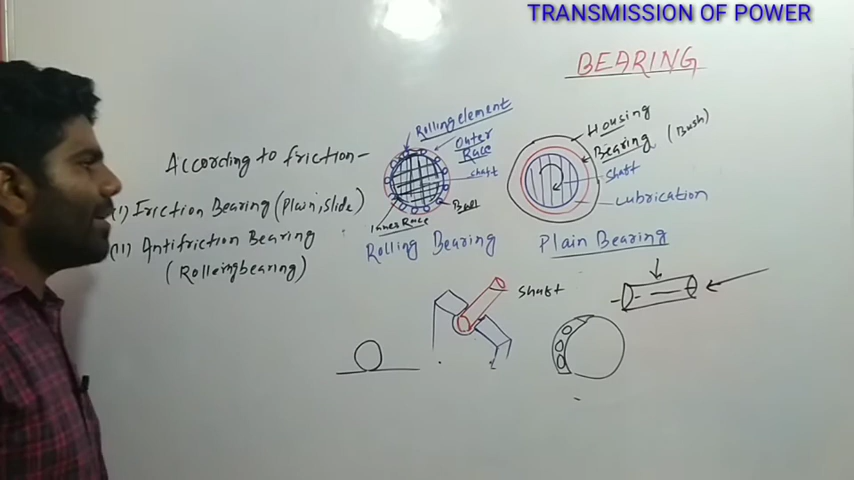 TRANSMISSION OF POWER
BEARING
According to friction-
(i) Friction Bearing (Plain, slide)
(ii) Antifriction Bearing
(Rolleingbearing)
Rolling element
Outer
Race
shaft
Ball
Inner Race
Rolling Bearing
Housing
Bearing (Bush)
shaft
Lubrication
Plain Bearing
shaft